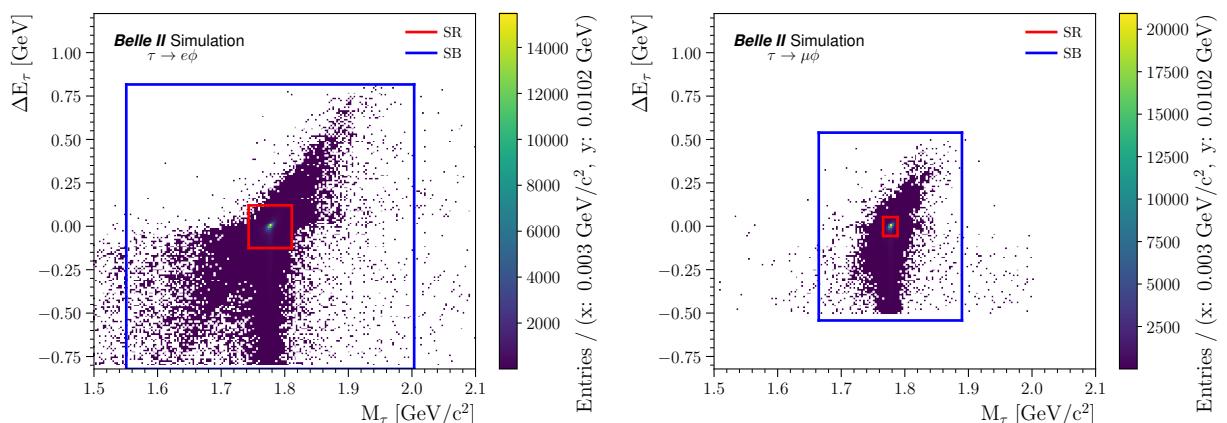 Belle II Simulation
τ → eϕ
SR
SB
ΔE_τ [GeV]
1.00
0.75
0.50
0.25
0.00
−0.25
−0.50
−0.75
1.5 1.6 1.7 1.8 1.9 2.0 2.1
M_τ [GeV/c²]
14000
12000
10000
8000
6000
4000
2000
Entries / (x: 0.003 GeV/c², y: 0.0102 GeV)
Belle II Simulation
τ → μϕ
SR
SB
ΔE_τ [GeV]
1.00
0.75
0.50
0.25
0.00
−0.25
−0.50
−0.75
1.5 1.6 1.7 1.8 1.9 2.0 2.1
M_τ [GeV/c²]
20000
17500
15000
12500
10000
7500
5000
2500
Entries / (x: 0.003 GeV/c², y: 0.0102 GeV)